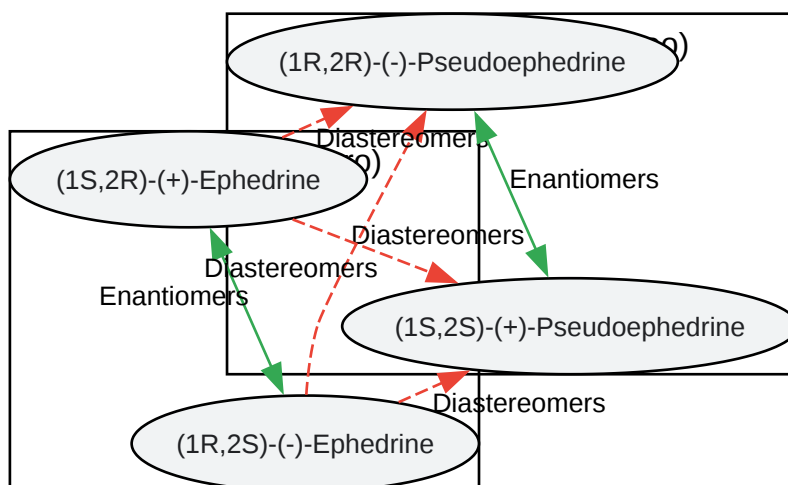 (1R,2R)-(-)-Pseudoephedrine
Diastereomers
(1S,2R)-(+)-Ephedrine
Enantiomers
Diastereomers
Diastereomers
Enantiomers
(1S,2S)-(+)-Pseudoephedrine
Diastereomers
(1R,2S)-(-)-Ephedrine